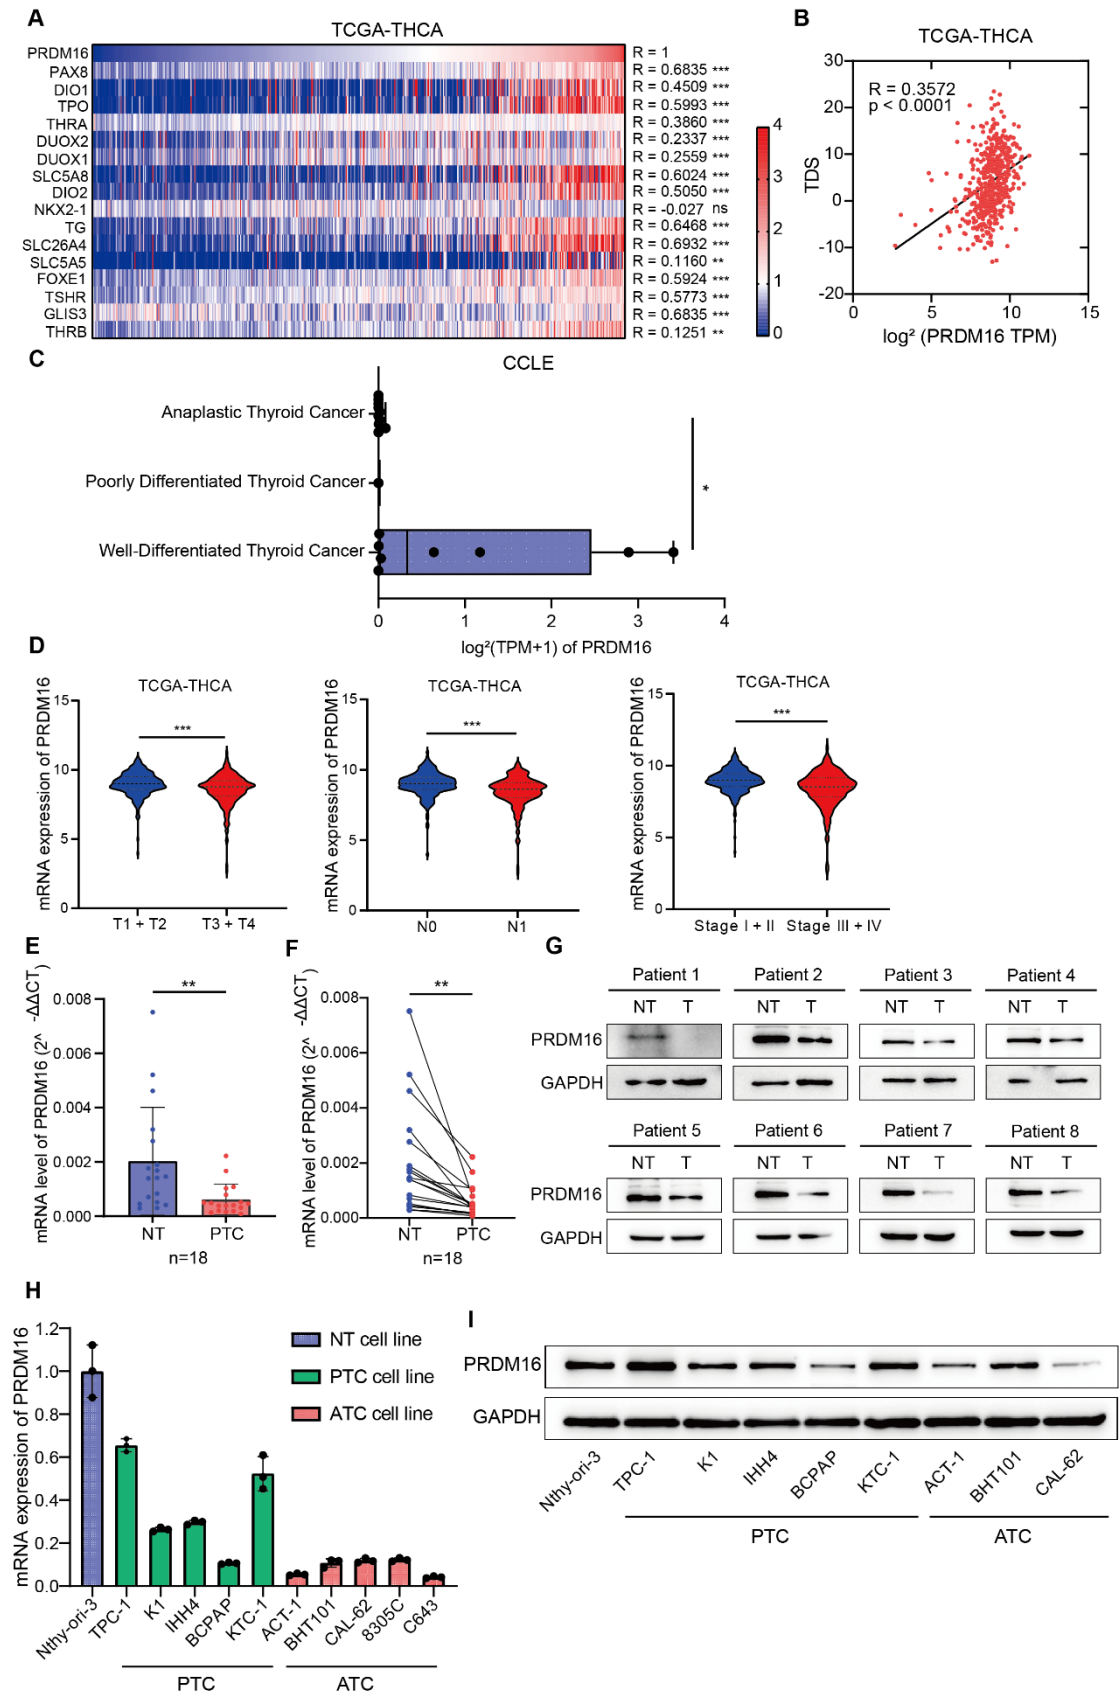 A
TCGA-THCA
PRDM16 R = 1
PAX8 R = 0.6835 ***
DIO1 R = 0.4509 ***
TPO R = 0.5993 ***
THRA R = 0.3860 ***
DUOX2 R = 0.2337 ***
DUOX1 R = 0.2559 ***
SLC5A8 R = 0.6024 ***
DIO2 R = 0.5050 ***
NKX2-1 R = -0.027 ns
TG R = 0.6468 ***
SLC26A4 R = 0.6932 ***
SLC5A5 R = 0.1160 **
FOXE1 R = 0.5924 ***
TSHR R = 0.5773 ***
GLIS3 R = 0.6835 ***
THRB R = 0.1251 **
4
3
2
1
0
B
TCGA-THCA
R = 0.3572
p < 0.0001
TDS
30
20
10
0
-10
-20
0 5 10 15
log² (PRDM16 TPM)
C
CCLE
Anaplastic Thyroid Cancer
Poorly Differentiated Thyroid Cancer
Well-Differentiated Thyroid Cancer
*
0 1 2 3 4
log²(TPM+1) of PRDM16
D
TCGA-THCA
***
mRNA expression of PRDM16
15
10
5
0
T1 + T2 T3 + T4
TCGA-THCA
***
mRNA expression of PRDM16
15
10
5
0
N0 N1
TCGA-THCA
***
mRNA expression of PRDM16
15
10
5
0
Stage I + II Stage III + IV
E
**
mRNA level of PRDM16 (2^ -ΔΔCT)
0.008
0.006
0.004
0.002
0.000
NT PTC
n=18
F
**
mRNA level of PRDM16 (2^ -ΔΔCT)
0.008
0.006
0.004
0.002
0.000
NT PTC
n=18
G
Patient 1 Patient 2 Patient 3 Patient 4
NT T NT T NT T NT T
PRDM16
GAPDH
Patient 5 Patient 6 Patient 7 Patient 8
NT T NT T NT T NT T
PRDM16
GAPDH
H
mRNA expression of PRDM16
1.2
1.0
0.8
0.6
0.4
0.2
0.0
NT cell line
PTC cell line
ATC cell line
Nthy-ori-3 TPC-1 K1 IHH4 BCPAP KTC-1 ACT-1 BHT101 CAL-62 8305C C643
PTC ATC
I
PRDM16
GAPDH
Nthy-ori-3 TPC-1 K1 IHH4 BCPAP KTC-1 ACT-1 BHT101 CAL-62
PTC ATC